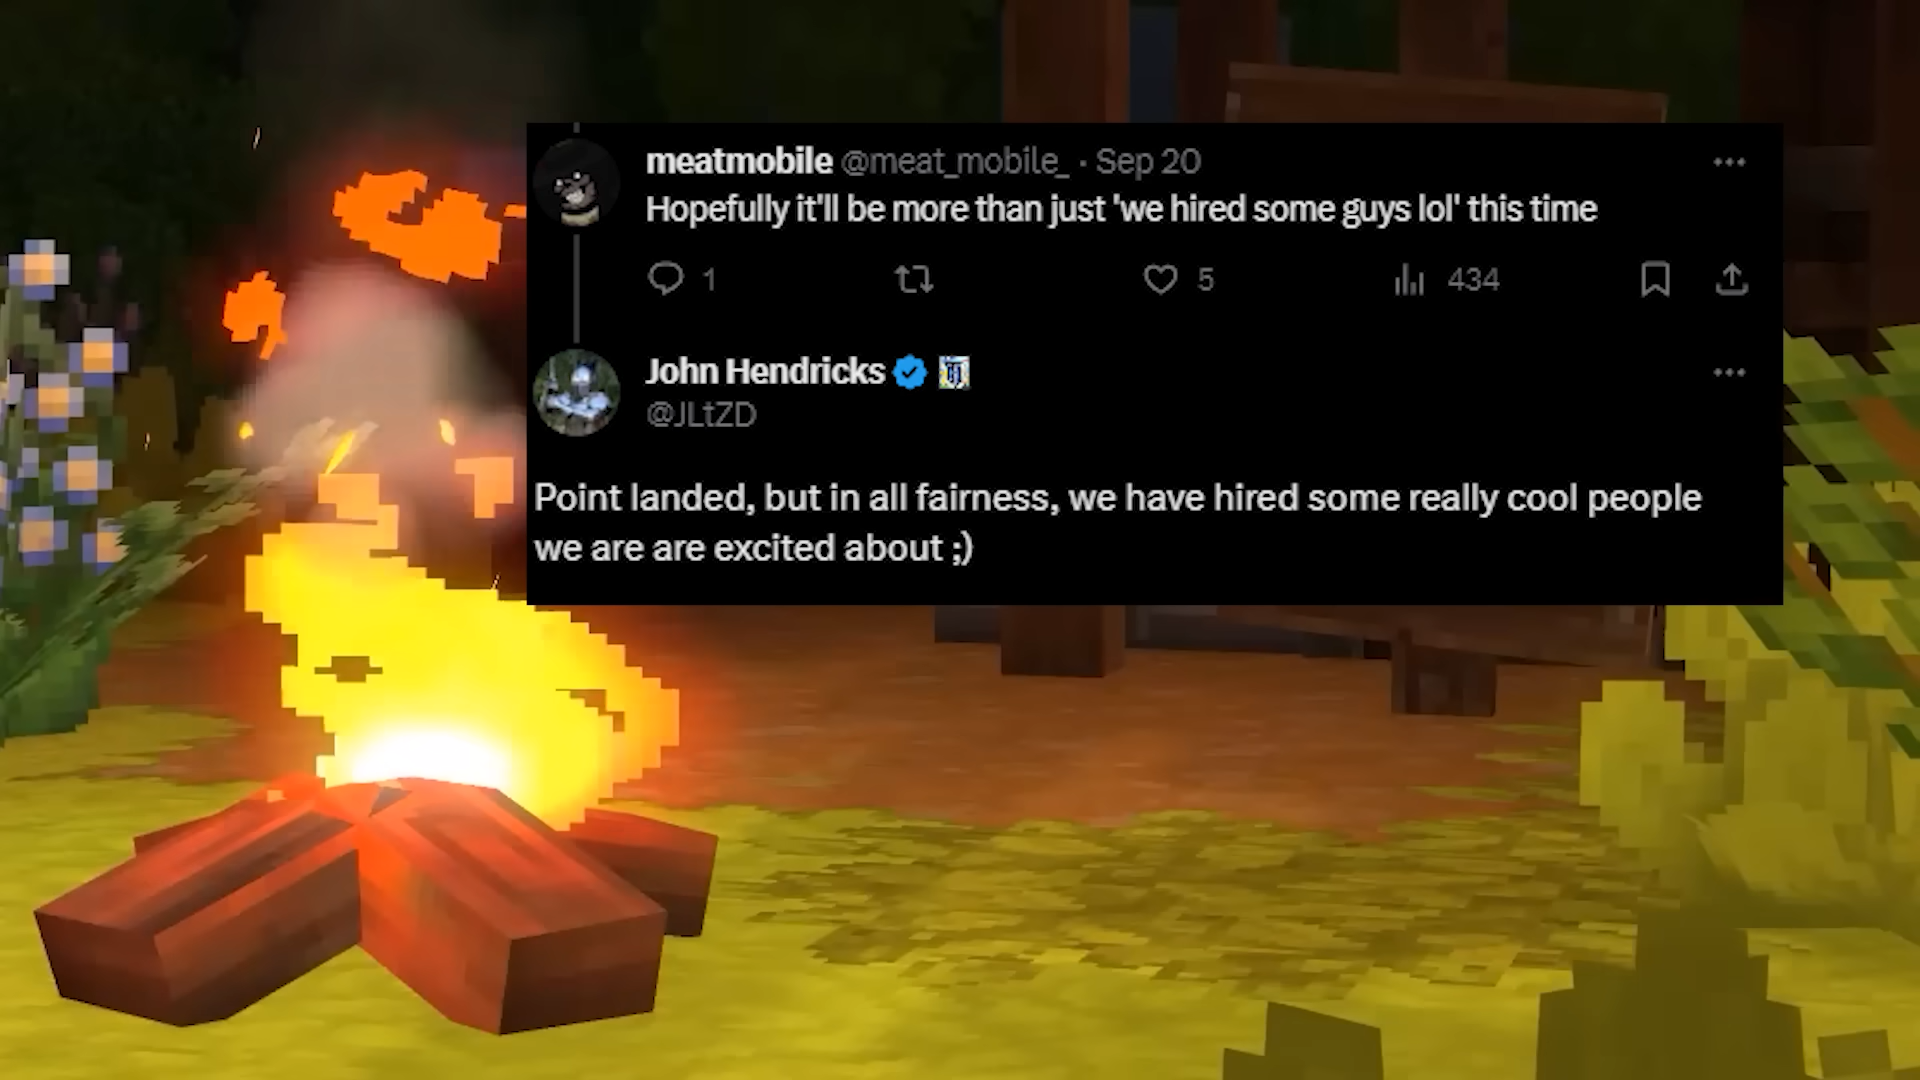 meatmobile @meat_mobile_ · Sep 20
Hopefully it'll be more than just 'we hired some guys lol' this time
1 5 434
John Hendricks
@JLtZD
Point landed, but in all fairness, we have hired some really cool people
we are are excited about ;)